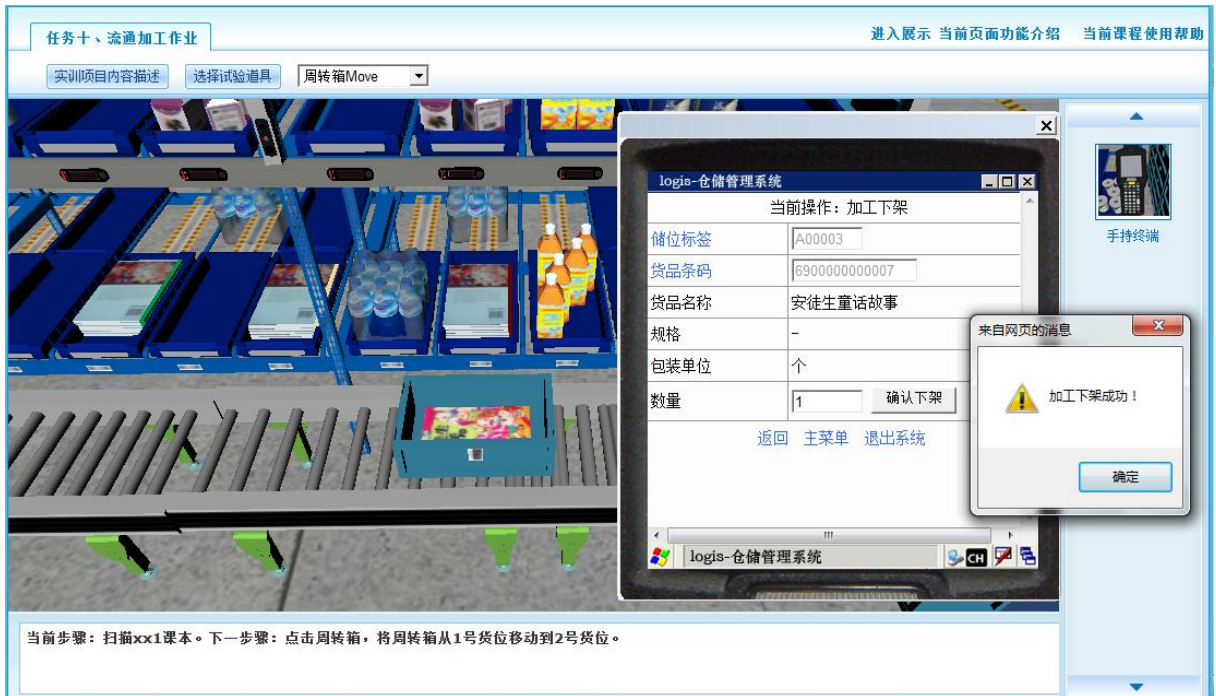 任务十、流通加工作业
进入展示 当前页面功能介绍 当前课程使用帮助
实训项目内容描述 选择试验道具 周转箱Move
logis-仓储管理系统
当前操作：加工下架
储位标签 A00003
货品条码 6900000000007
货品名称 安徒生童话故事
规格 -
包装单位 个
数量 1 确认下架
返回 主菜单 退出系统
logis-仓储管理系统 CH
手持终端
来自网页的消息
加工下架成功！
确定
当前步骤：扫描xx1课本。下一步骤：点击周转箱，将周转箱从1号货位移动到2号货位。